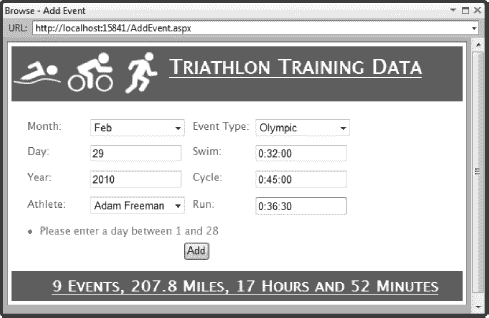 Browse - Add Event
URL: http://localhost:15841/AddEvent.aspx
TRIATHLON TRAINING DATA
Month: Feb Event Type: Olympic
Day: 29 Swim: 0:32:00
Year: 2010 Cycle: 0:45:00
Athlete: Adam Freeman Run: 0:36:30
• Please enter a day between 1 and 28
Add
9 EVENTS, 207.8 MILES, 17 HOURS AND 52 MINUTES